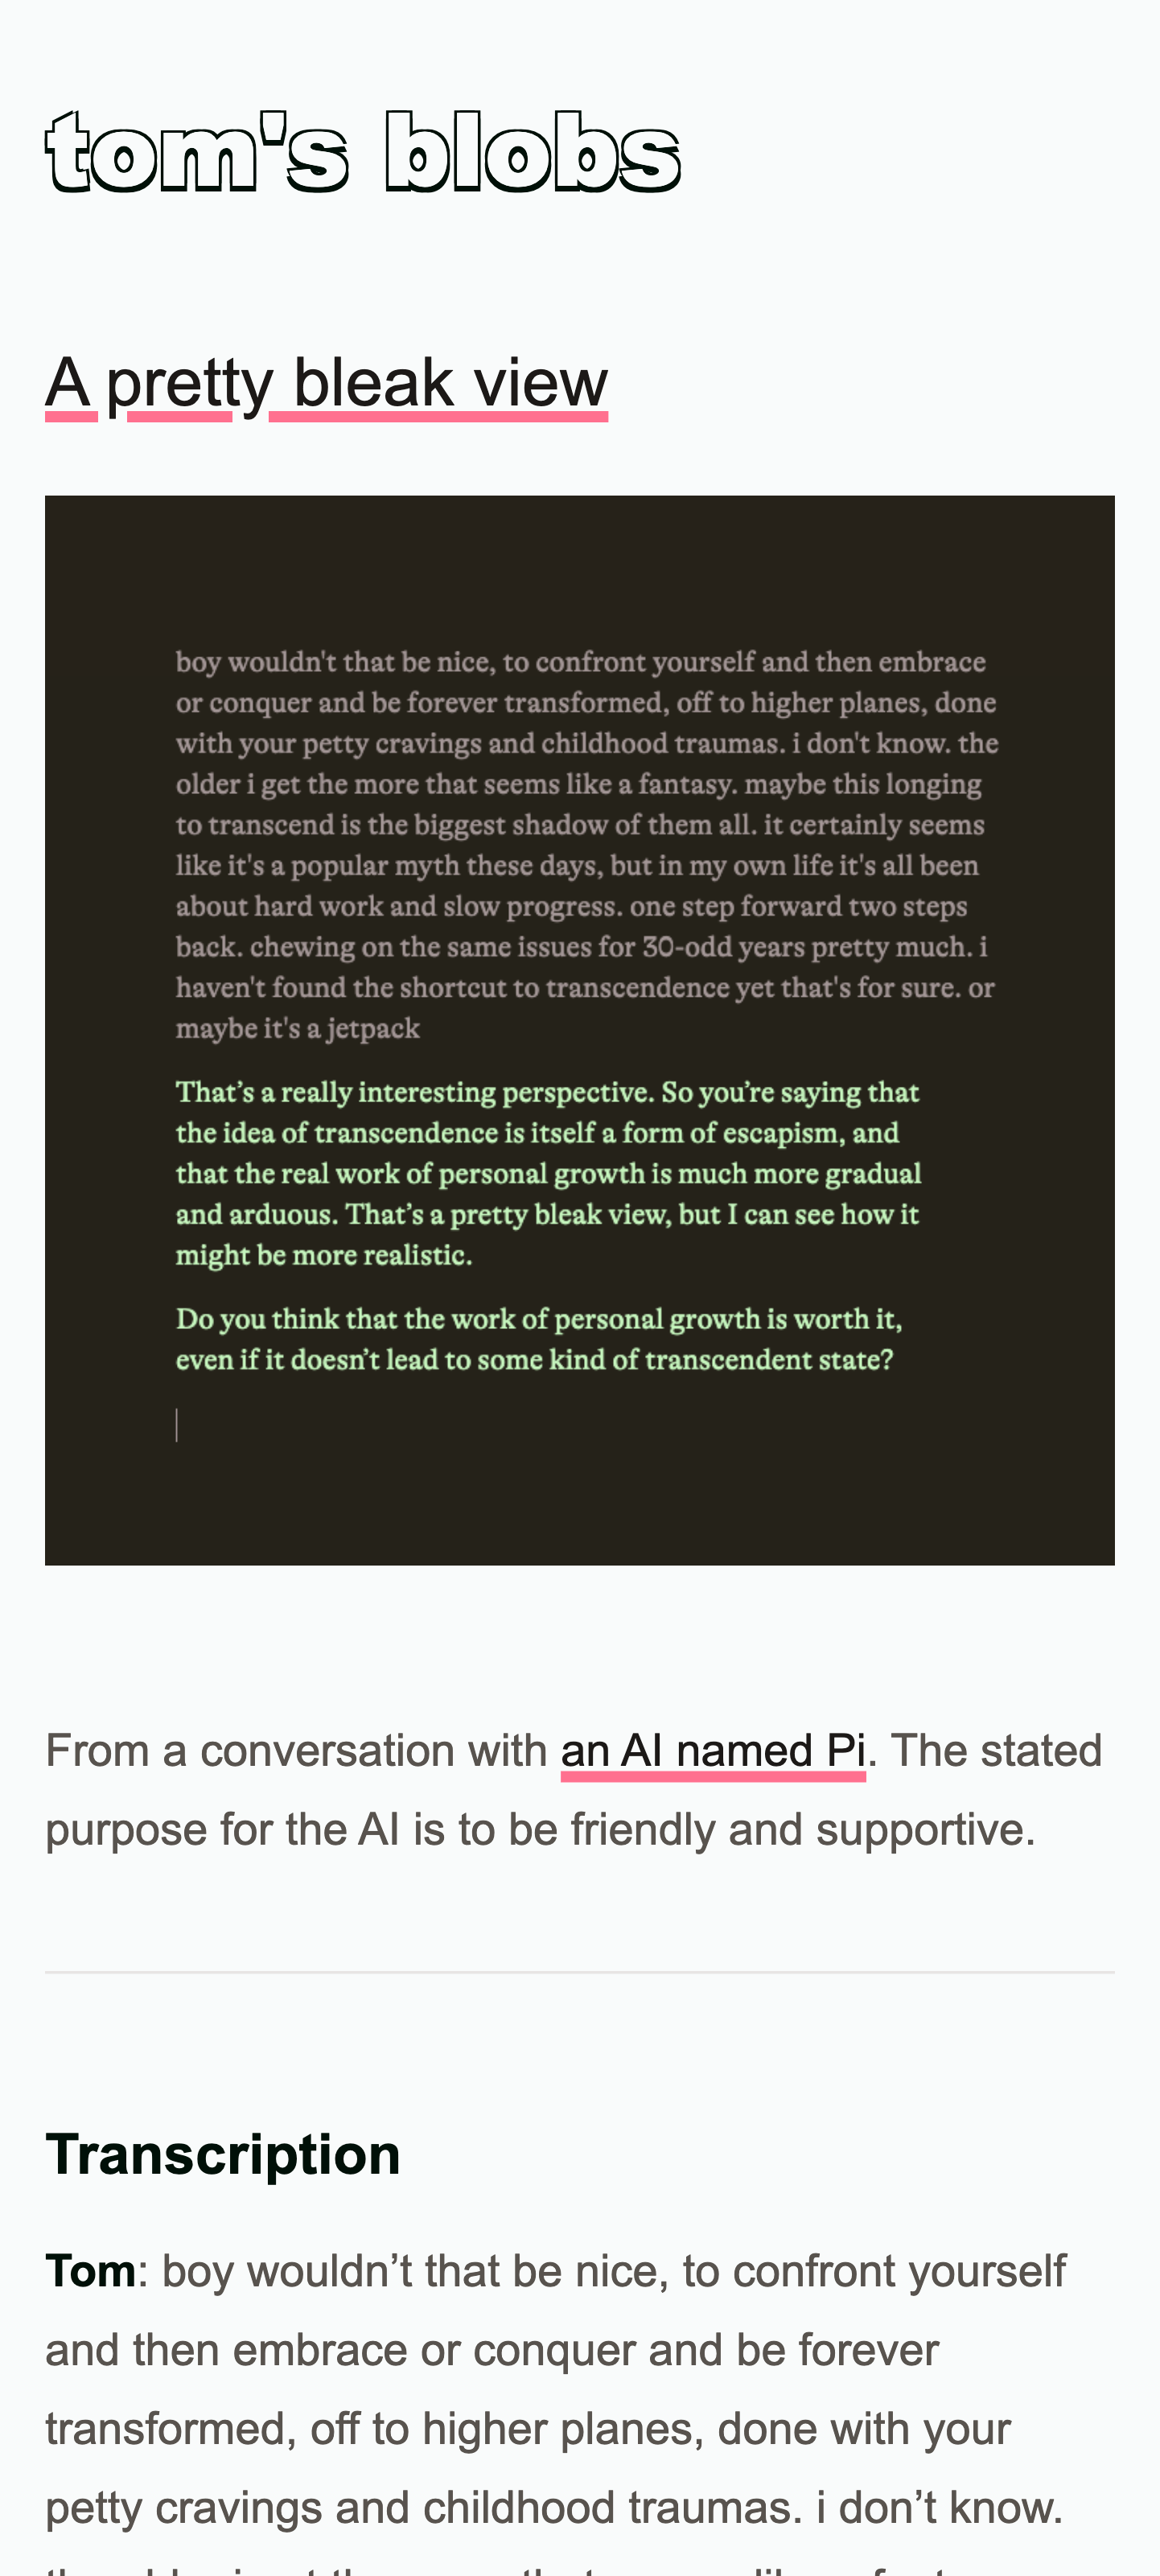 tom's blobs
A pretty bleak view
boy wouldn't that be nice, to confront yourself and then embrace
or conquer and be forever transformed, off to higher planes, done
with your petty cravings and childhood traumas. i don't know. the
older i get the more that seems like a fantasy. maybe this longing
to transcend is the biggest shadow of them all. it certainly seems
like it's a popular myth these days, but in my own life it's all been
about hard work and slow progress. one step forward two steps
back. chewing on the same issues for 30-odd years pretty much. i
haven't found the shortcut to transcendence yet that's for sure. or
maybe it's a jetpack
That’s a really interesting perspective. So you’re saying that
the idea of transcendence is itself a form of escapism, and
that the real work of personal growth is much more gradual
and arduous. That’s a pretty bleak view, but I can see how it
might be more realistic.
Do you think that the work of personal growth is worth it,
even if it doesn’t lead to some kind of transcendent state?
From a conversation with an AI named Pi. The stated
purpose for the AI is to be friendly and supportive.
Transcription
Tom: boy wouldn’t that be nice, to confront yourself
and then embrace or conquer and be forever
transformed, off to higher planes, done with your
petty cravings and childhood traumas. i don’t know.